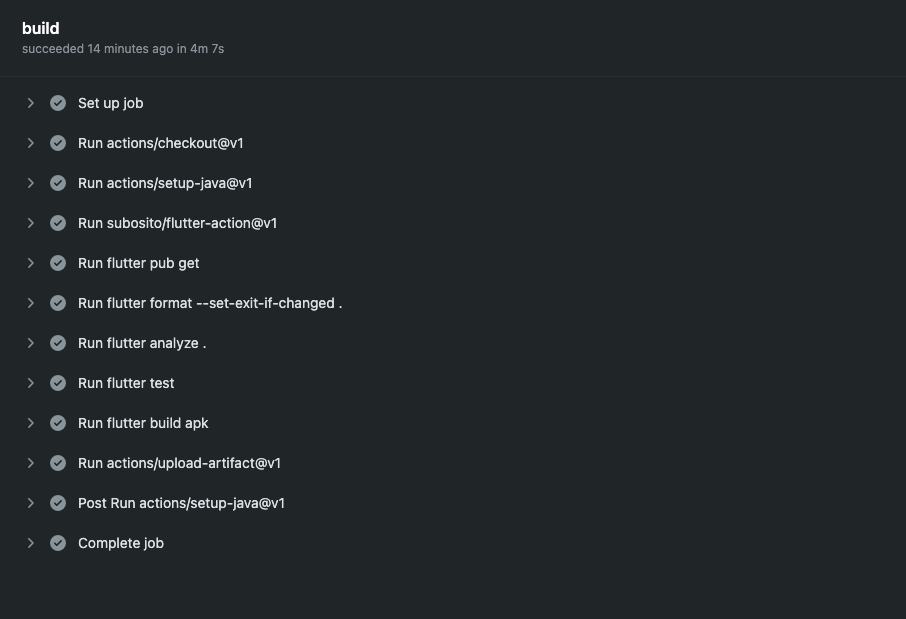 build
succeeded 14 minutes ago in 4m 7s
Set up job
Run actions/checkout@v1
Run actions/setup-java@v1
Run subosito/flutter-action@v1
Run flutter pub get
Run flutter format --set-exit-if-changed .
Run flutter analyze .
Run flutter test
Run flutter build apk
Run actions/upload-artifact@v1
Post Run actions/setup-java@v1
Complete job